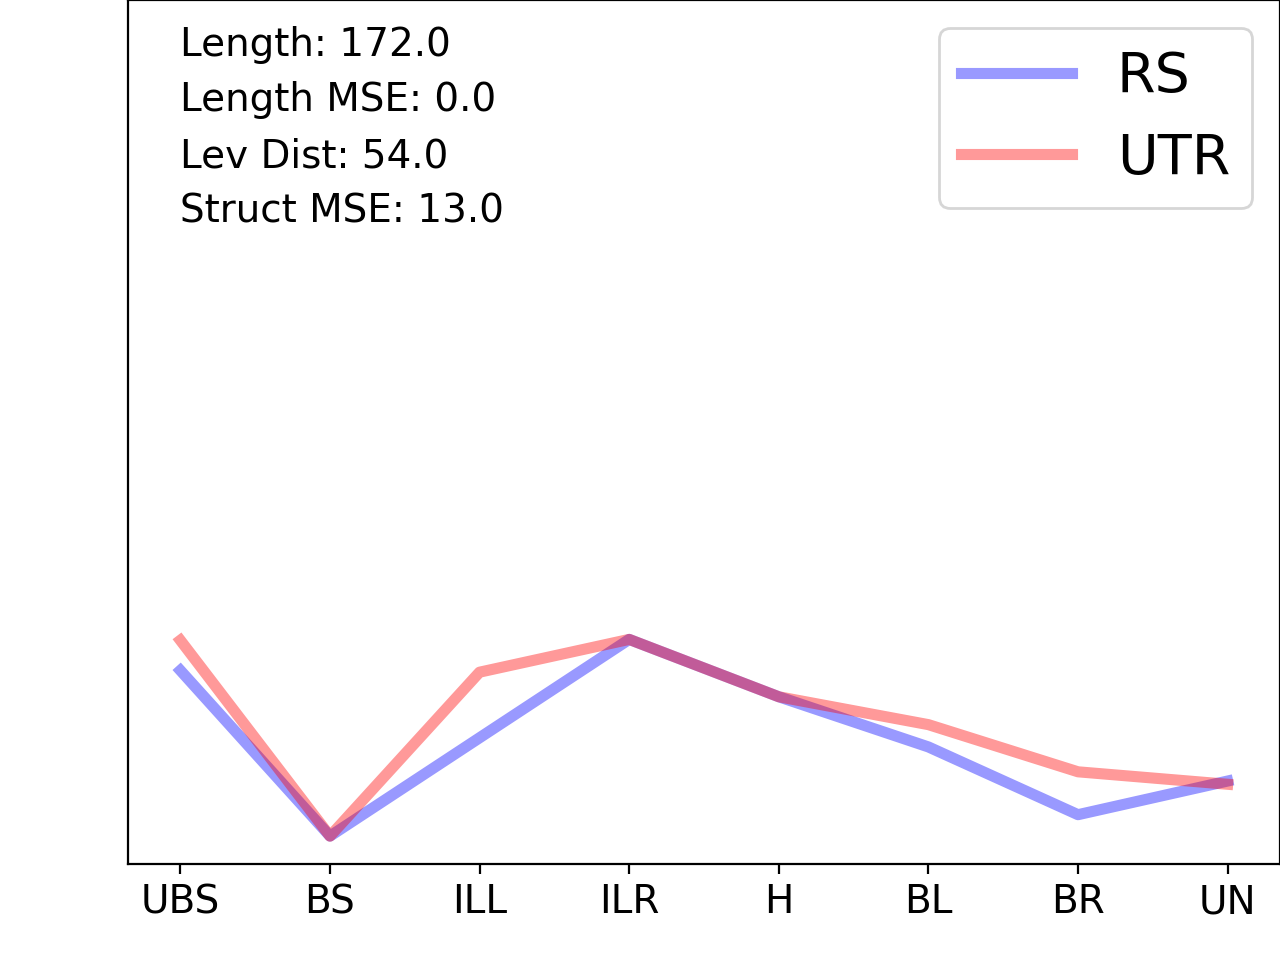 Length: 172.0
Length MSE: 0.0
Lev Dist: 54.0
Struct MSE: 13.0
RS
UTR
UBS BS ILL ILR H BL BR UN